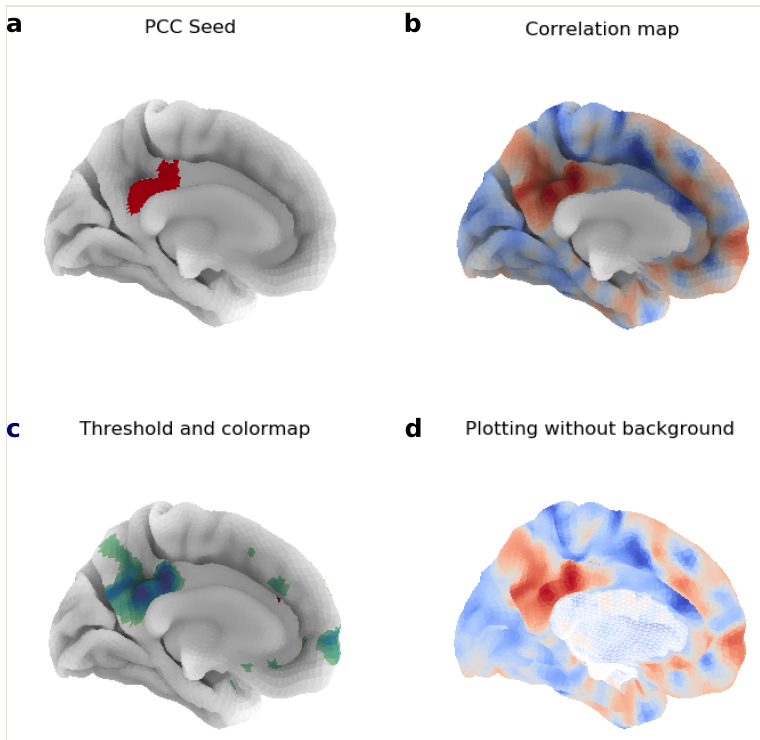 a
PCC Seed
b
Correlation map
c
Threshold and colormap
d
Plotting without background